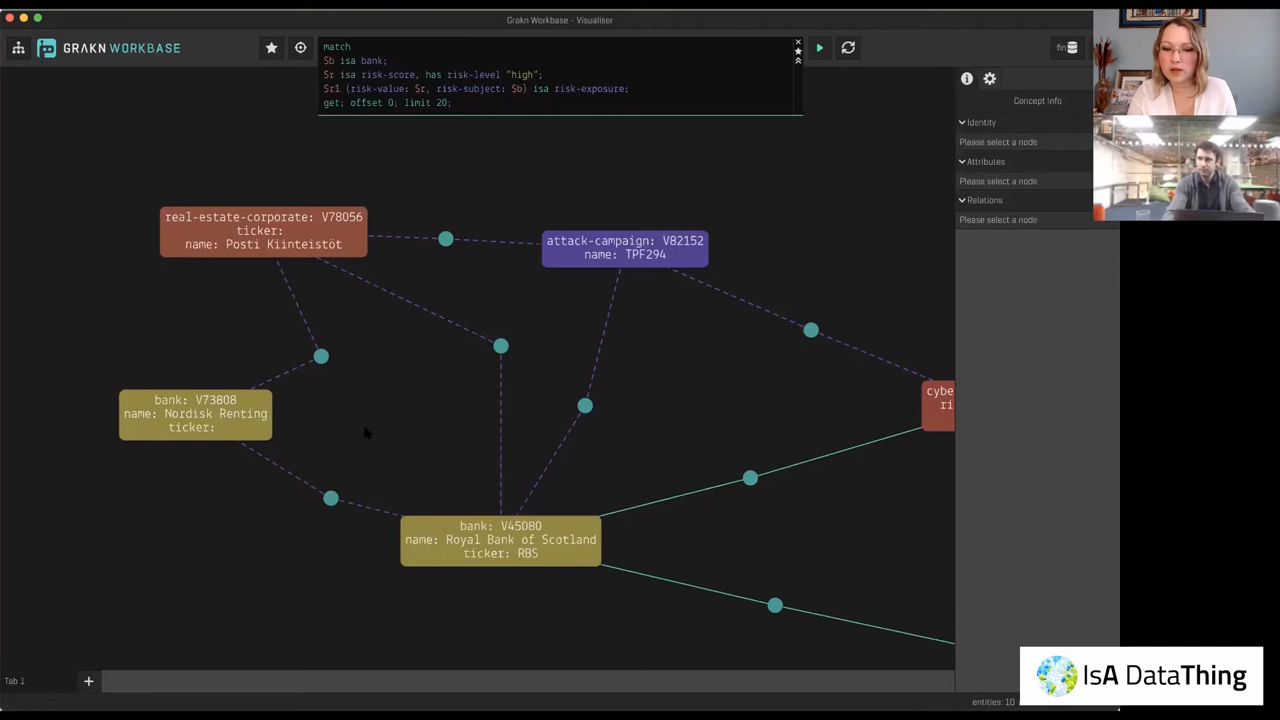 Grakn Workbase - Visualiser
GRAKN WORKBASE
match
$b isa bank;
$r isa risk-score, has risk-level "high";
$r1 (risk-value: $r, risk-subject: $b) isa risk-exposure;
get; offset 0; limit 20;
fin
Concept Info
Identity
Please select a node
Attributes
Please select a node
Relations
Please select a node
real-estate-corporate: V78056
ticker:
name: Posti Kiinteistöt
attack-campaign: V82152
name: TPF294
cybe
ri
bank: V73808
name: Nordisk Renting
ticker:
bank: V45080
name: Royal Bank of Scotland
ticker: RBS
Tab 1
+
entities: 10
IsA DataThing